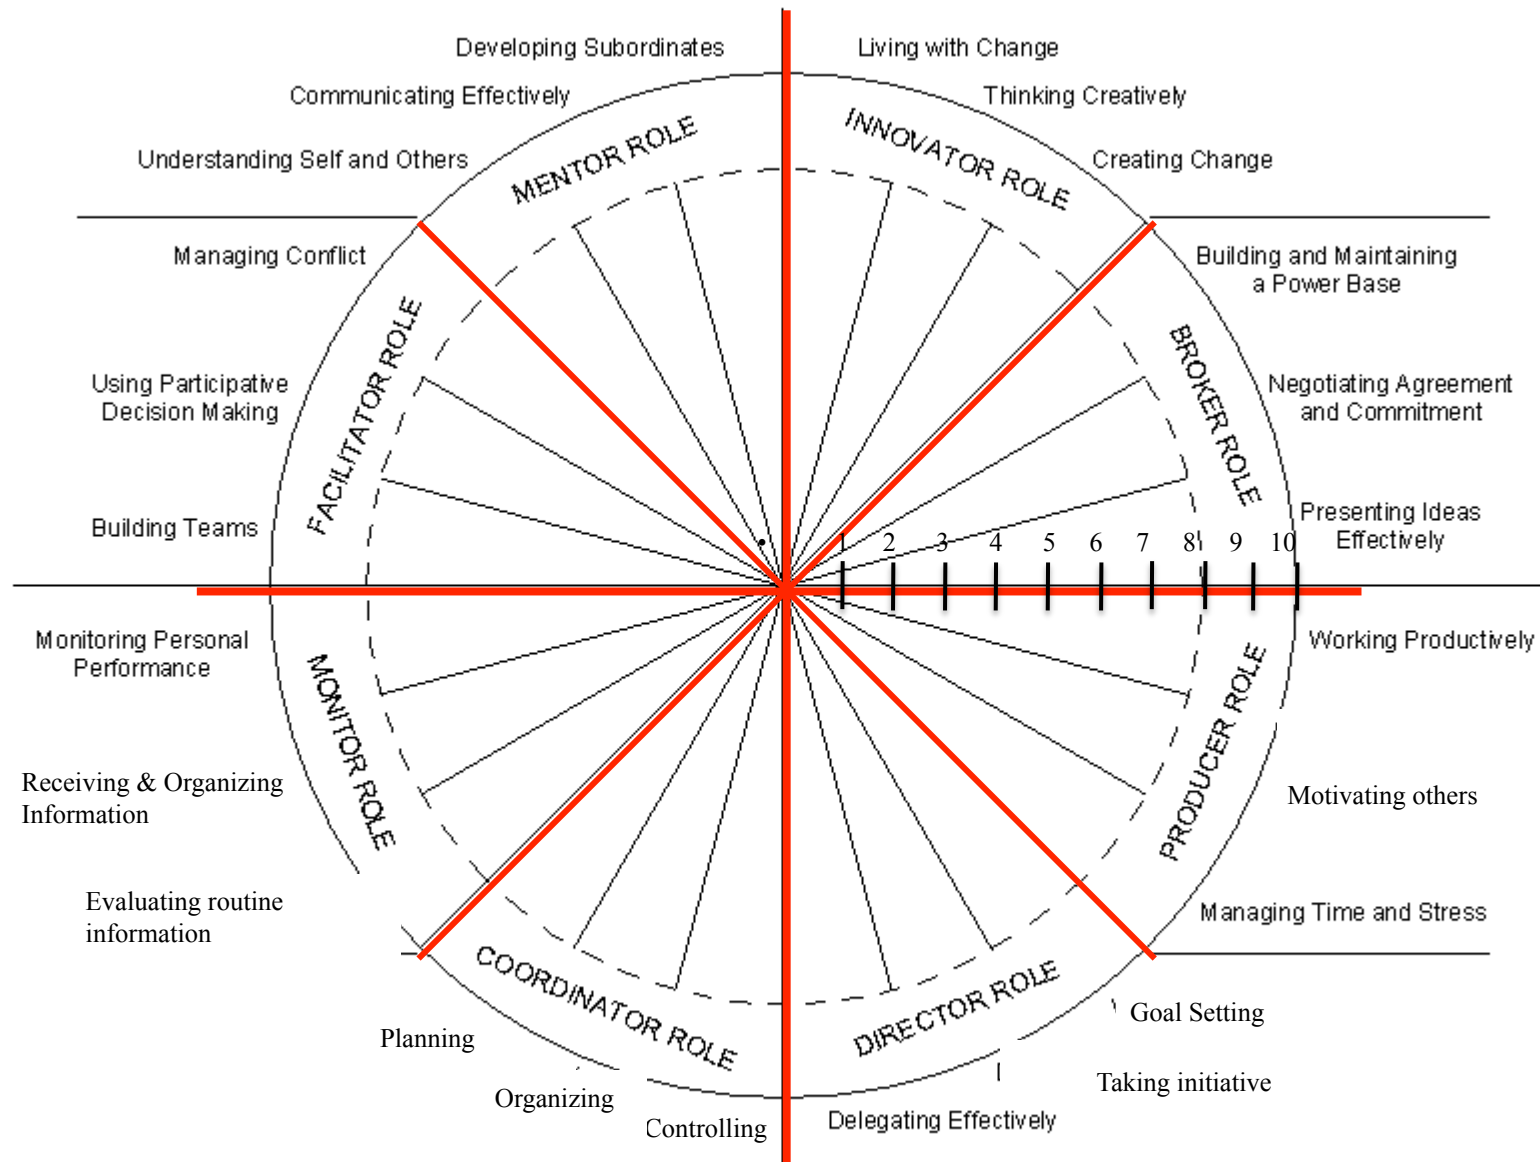 Developing Subordinates
Living with Change
Communicating Effectively
Thinking Creatively
Understanding Self and Others
Creating Change
MENTOR ROLE
INNOVATOR ROLE
Managing Conflict
Building and Maintaining
a Power Base
FACILITATOR ROLE
BROKER ROLE
Using Participative
Decision Making
Negotiating Agreement
and Commitment
Building Teams
Presenting Ideas
Effectively
1 2 3 4 5 6 7 8 9 10
Monitoring Personal
Performance
Working Productively
MONITOR ROLE
PRODUCER ROLE
Receiving & Organizing
Information
Motivating others
Evaluating routine
information
Managing Time and Stress
COORDINATOR ROLE
DIRECTOR ROLE
Planning
Goal Setting
Organizing
Taking initiative
Controlling
Delegating Effectively